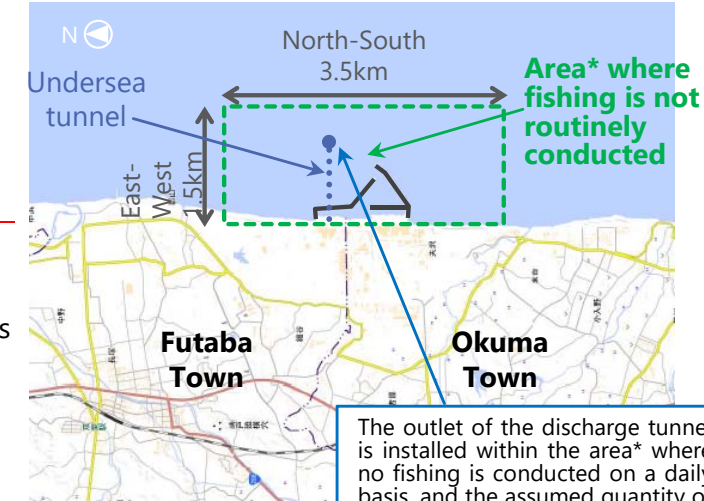 N
North-South
3.5km
Undersea
tunnel
Area* where
fishing is not
routinely
conducted
East-
West
1.5km
s
Futaba
Town
Okuma
Town
The outlet of the discharge tunnel
is installed within the area* where
no fishing is conducted on a daily
basis, and the assumed quantity of